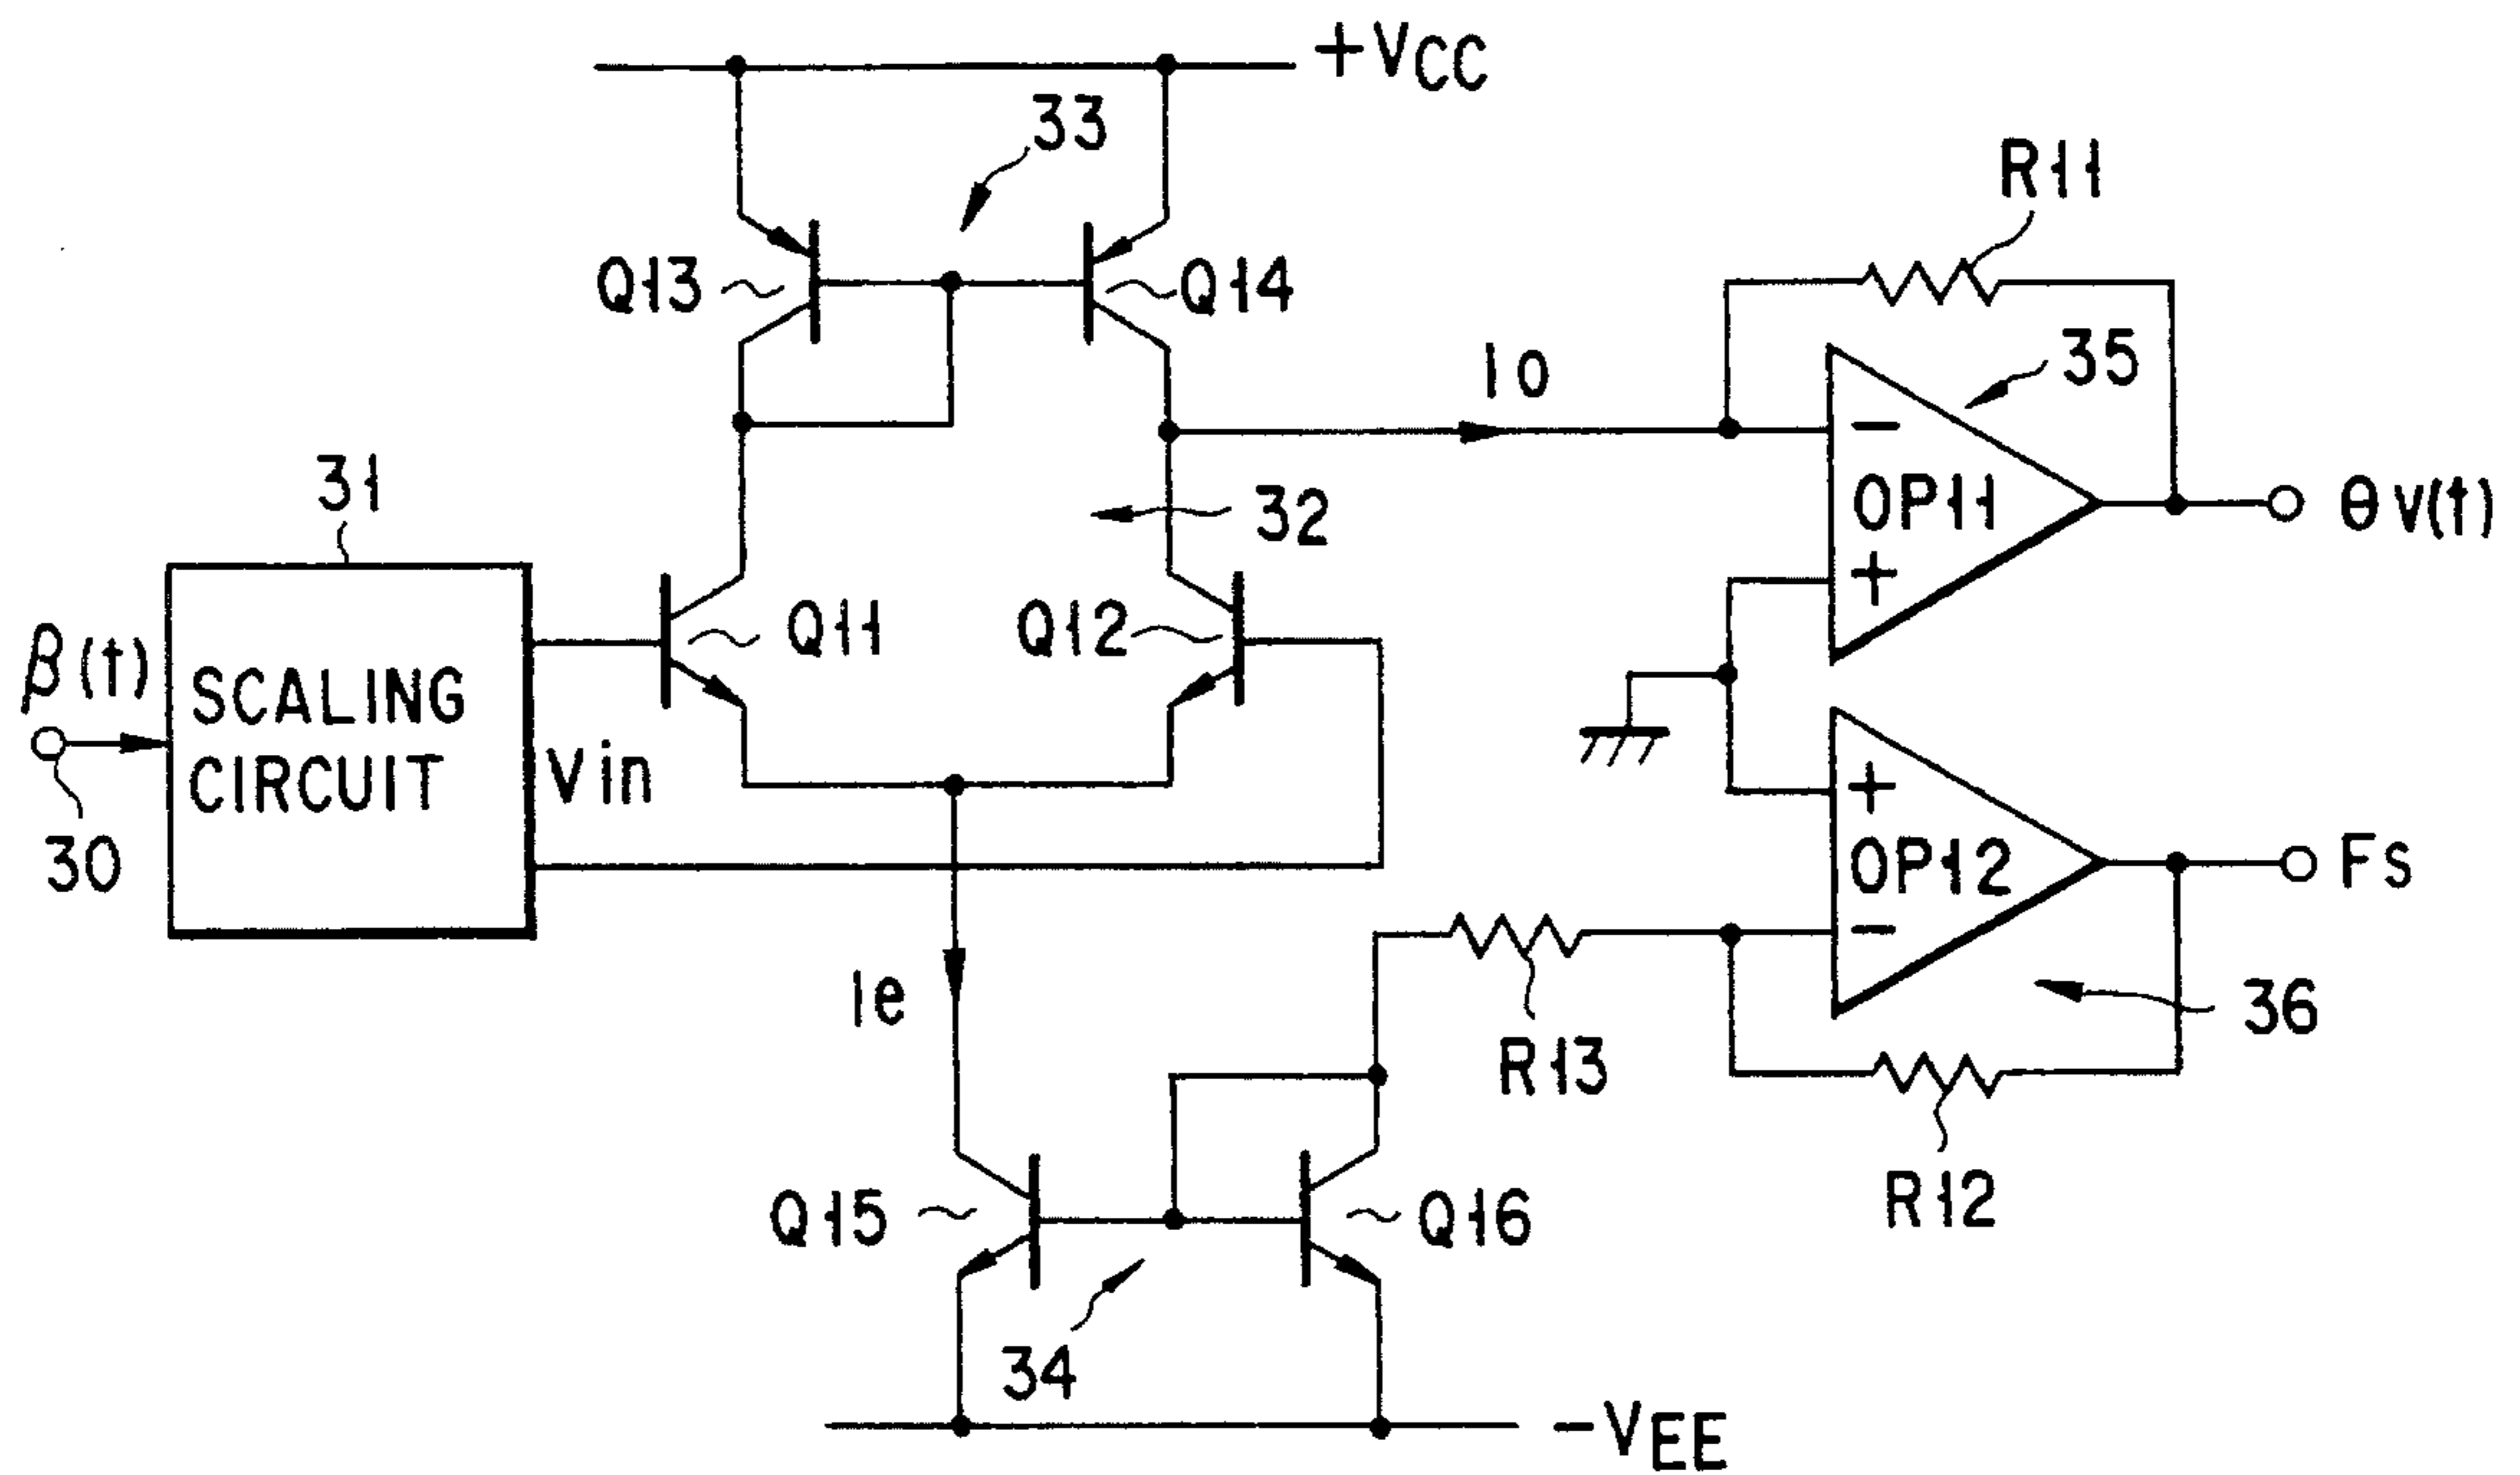 +VCC
33
R11
Q13
Q14
Io
35
31
OP11
θv(t)
32
Q11
Q12
β(t)
SCALING
CIRCUIT
Vin
30
OP12
Fs
Ie
36
R13
R12
Q15
Q16
34
-VEE